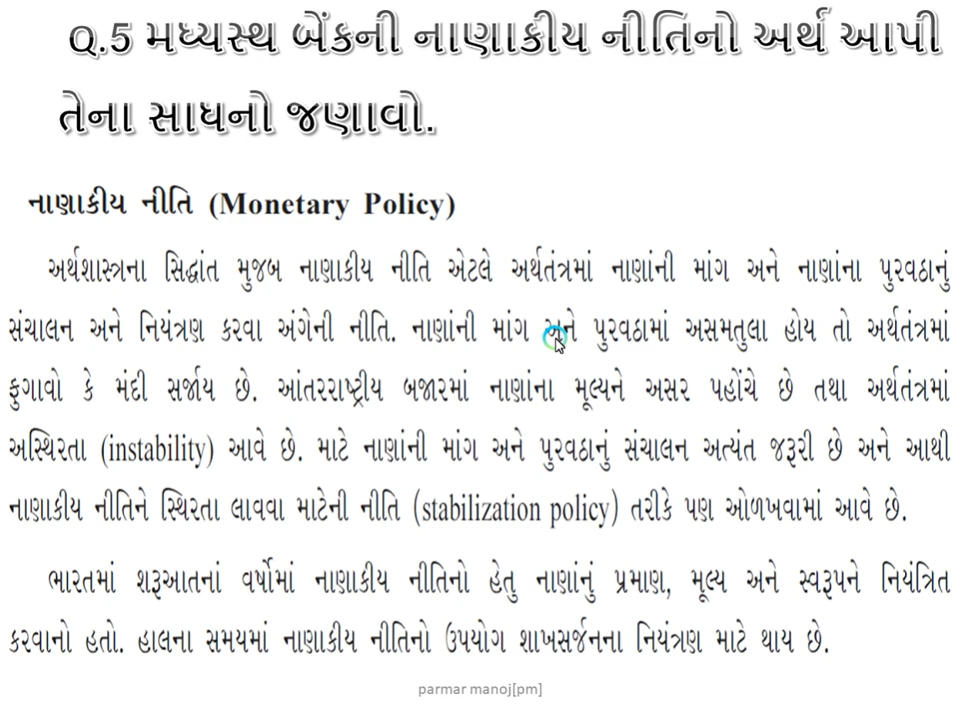 Q.5 મધ્યસ્થ બેંકની નાણાકીય નીતિનો અર્થ આપી
તેના સાધનો જણાવો.
નાણાકીય નીતિ (Monetary Policy)
અર્થશાસ્ત્રના સિદ્ધાંત મુજબ નાણાકીય નીતિ એટલે અર્થતંત્રમાં નાણાંની માંગ અને નાણાંના પુરવઠાનું
સંચાલન અને નિયંત્રણ કરવા અંગેની નીતિ. નાણાંની માંગ અને પુરવઠામાં અસમતુલા હોય તો અર્થતંત્રમાં
ફુગાવો કે મંદી સર્જાય છે. આંતરરાષ્ટ્રીય બજારમાં નાણાંના મૂલ્યને અસર પહોંચે છે તથા અર્થતંત્રમાં
અસ્થિરતા (instability) આવે છે. માટે નાણાંની માંગ અને પુરવઠાનું સંચાલન અત્યંત જરૂરી છે અને આથી
નાણાકીય નીતિને સ્થિરતા લાવવા માટેની નીતિ (stabilization policy) તરીકે પણ ઓળખવામાં આવે છે.
ભારતમાં શરૂઆતનાં વર્ષોમાં નાણાકીય નીતિનો હેતુ નાણાંનું પ્રમાણ, મૂલ્ય અને સ્વરૂપને નિયંત્રિત
કરવાનો હતો. હાલના સમયમાં નાણાકીય નીતિનો ઉપયોગ શાખસર્જનના નિયંત્રણ માટે થાય છે.
parmar manoj[pm]